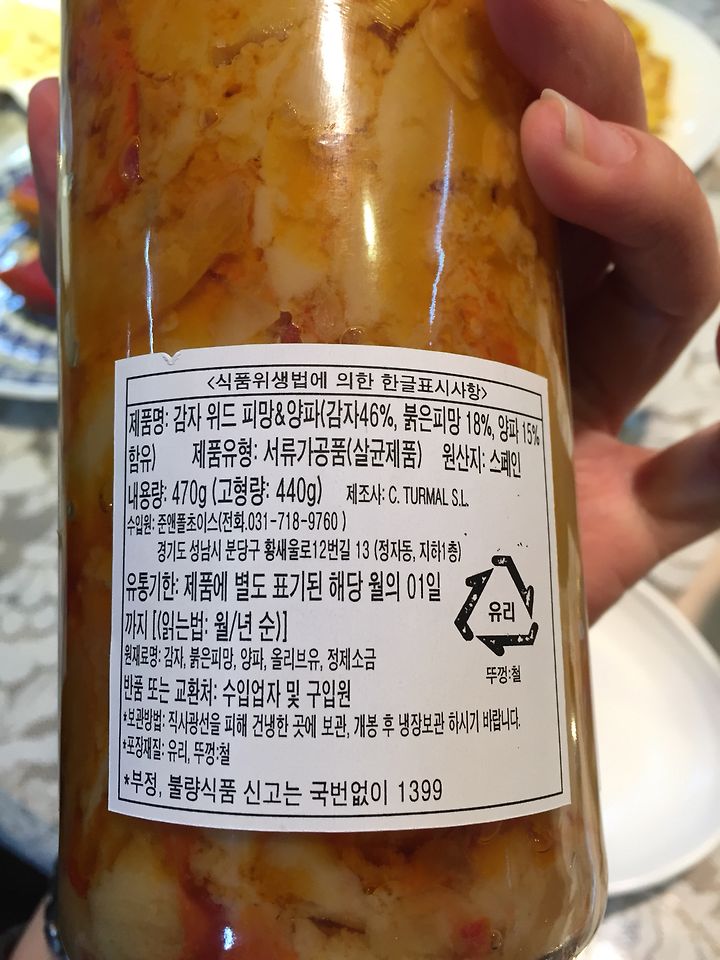 <식품위생법에 의한 한글표시사항>
제품명: 감자 위드 피망&양파(감자46%, 붉은피망 18%, 양파 15%
함유) 제품유형: 서류가공품(살균제품) 원산지: 스페인
내용량: 470g (고형량: 440g) 제조사: C. TURMAL S.L.
수입원: 준앤폴초이스(전화.031-718-9760 )
경기도 성남시 분당구 황새울로12번길 13 (정자동, 지하1층)
유통기한: 제품에 별도 표기된 해당 월의 01일
까지 [(읽는법: 월/년 순)]
유리
원재료명: 감자, 붉은피망, 양파, 올리브유, 정제소금
뚜껑:철
반품 또는 교환처: 수입업자 및 구입원
*보관방법: 직사광선을 피해 건냉한 곳에 보관, 개봉 후 냉장보관 하시기 바랍니다.
*포장재질: 유리, 뚜껑:철
*부정, 불량식품 신고는 국번없이 1399